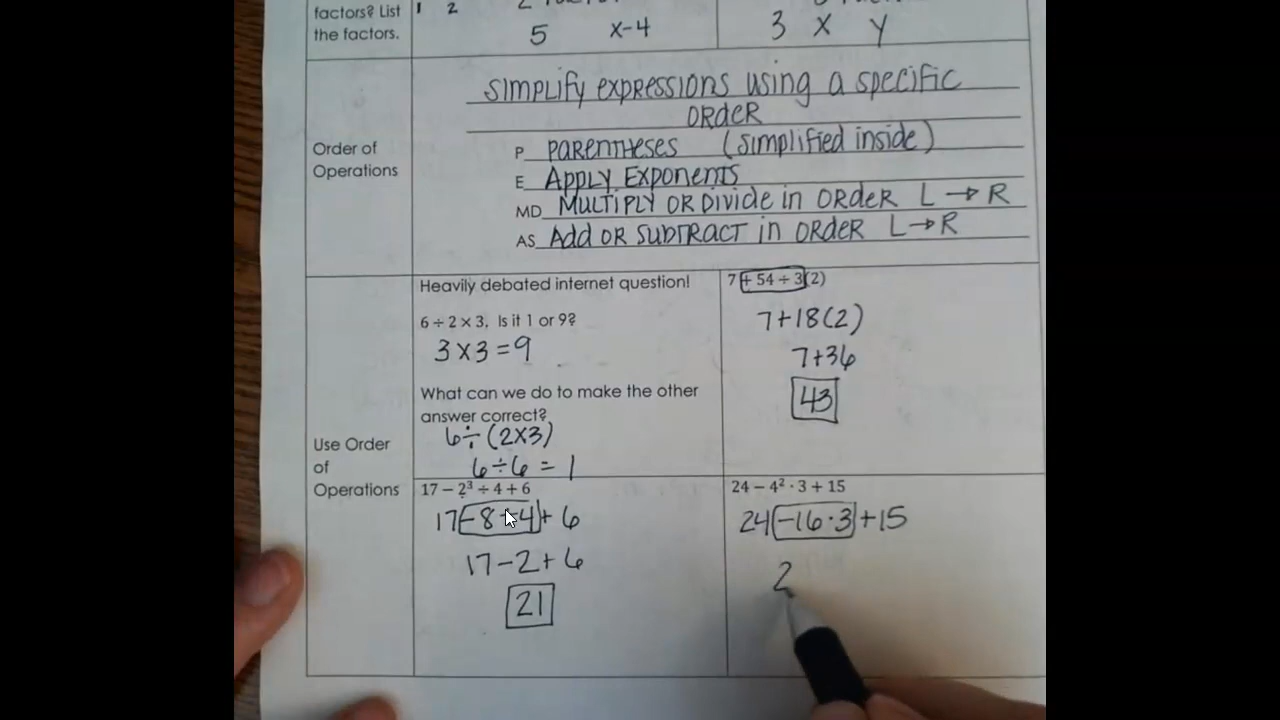 factors? List
the factors.
1 2
5 x-4
3 x y
Order of
Operations
Simplify expressions using a specific
order
P Parentheses (simplified inside)
E Apply Exponents
MD Multiply or Divide in order L → R
AS Add or Subtract in order L → R
Use Order
of
Operations
Heavily debated internet question!
6 ÷ 2 × 3, Is it 1 or 9?
3 × 3 = 9
What can we do to make the other
answer correct?
6 ÷ (2×3)
6 ÷ 6 = 1
7 + 54 ÷ 3(2)
7 + 18(2)
7 + 36
43
17 − 2³ ÷ 4 + 6
17 − 8 ÷ 4 + 6
17 − 2 + 6
21
24 − 4² · 3 + 15
24 − 16 · 3 + 15
2